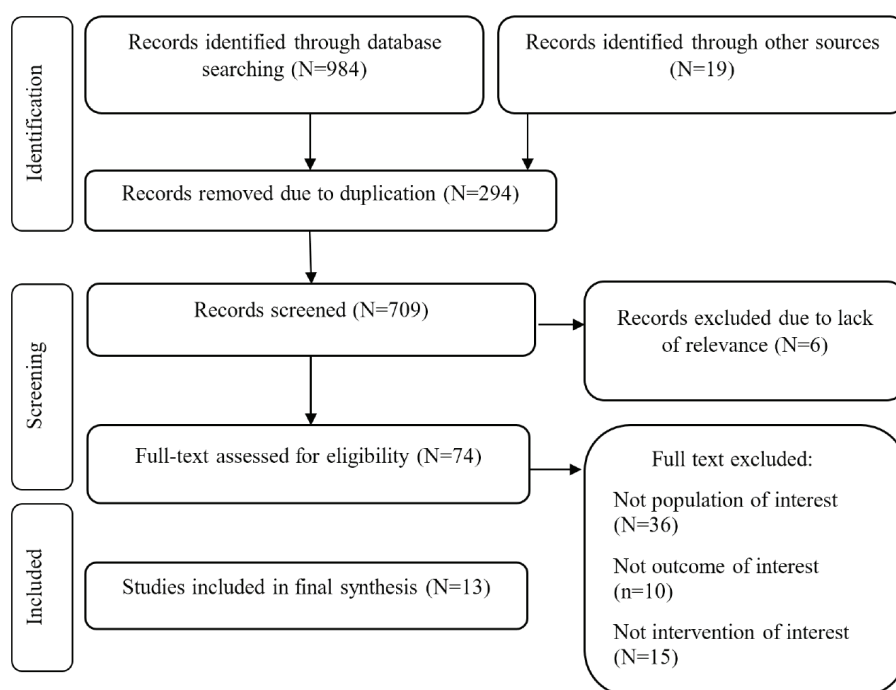 Identification
Records identified through database
searching (N=984)
Records identified through other sources
(N=19)
Records removed due to duplication (N=294)
Screening
Records screened (N=709)
Records excluded due to lack
of relevance (N=6)
Full-text assessed for eligibility (N=74)
Full text excluded:
Not population of interest
(N=36)
Not outcome of interest
(n=10)
Not intervention of interest
(N=15)
Included
Studies included in final synthesis (N=13)